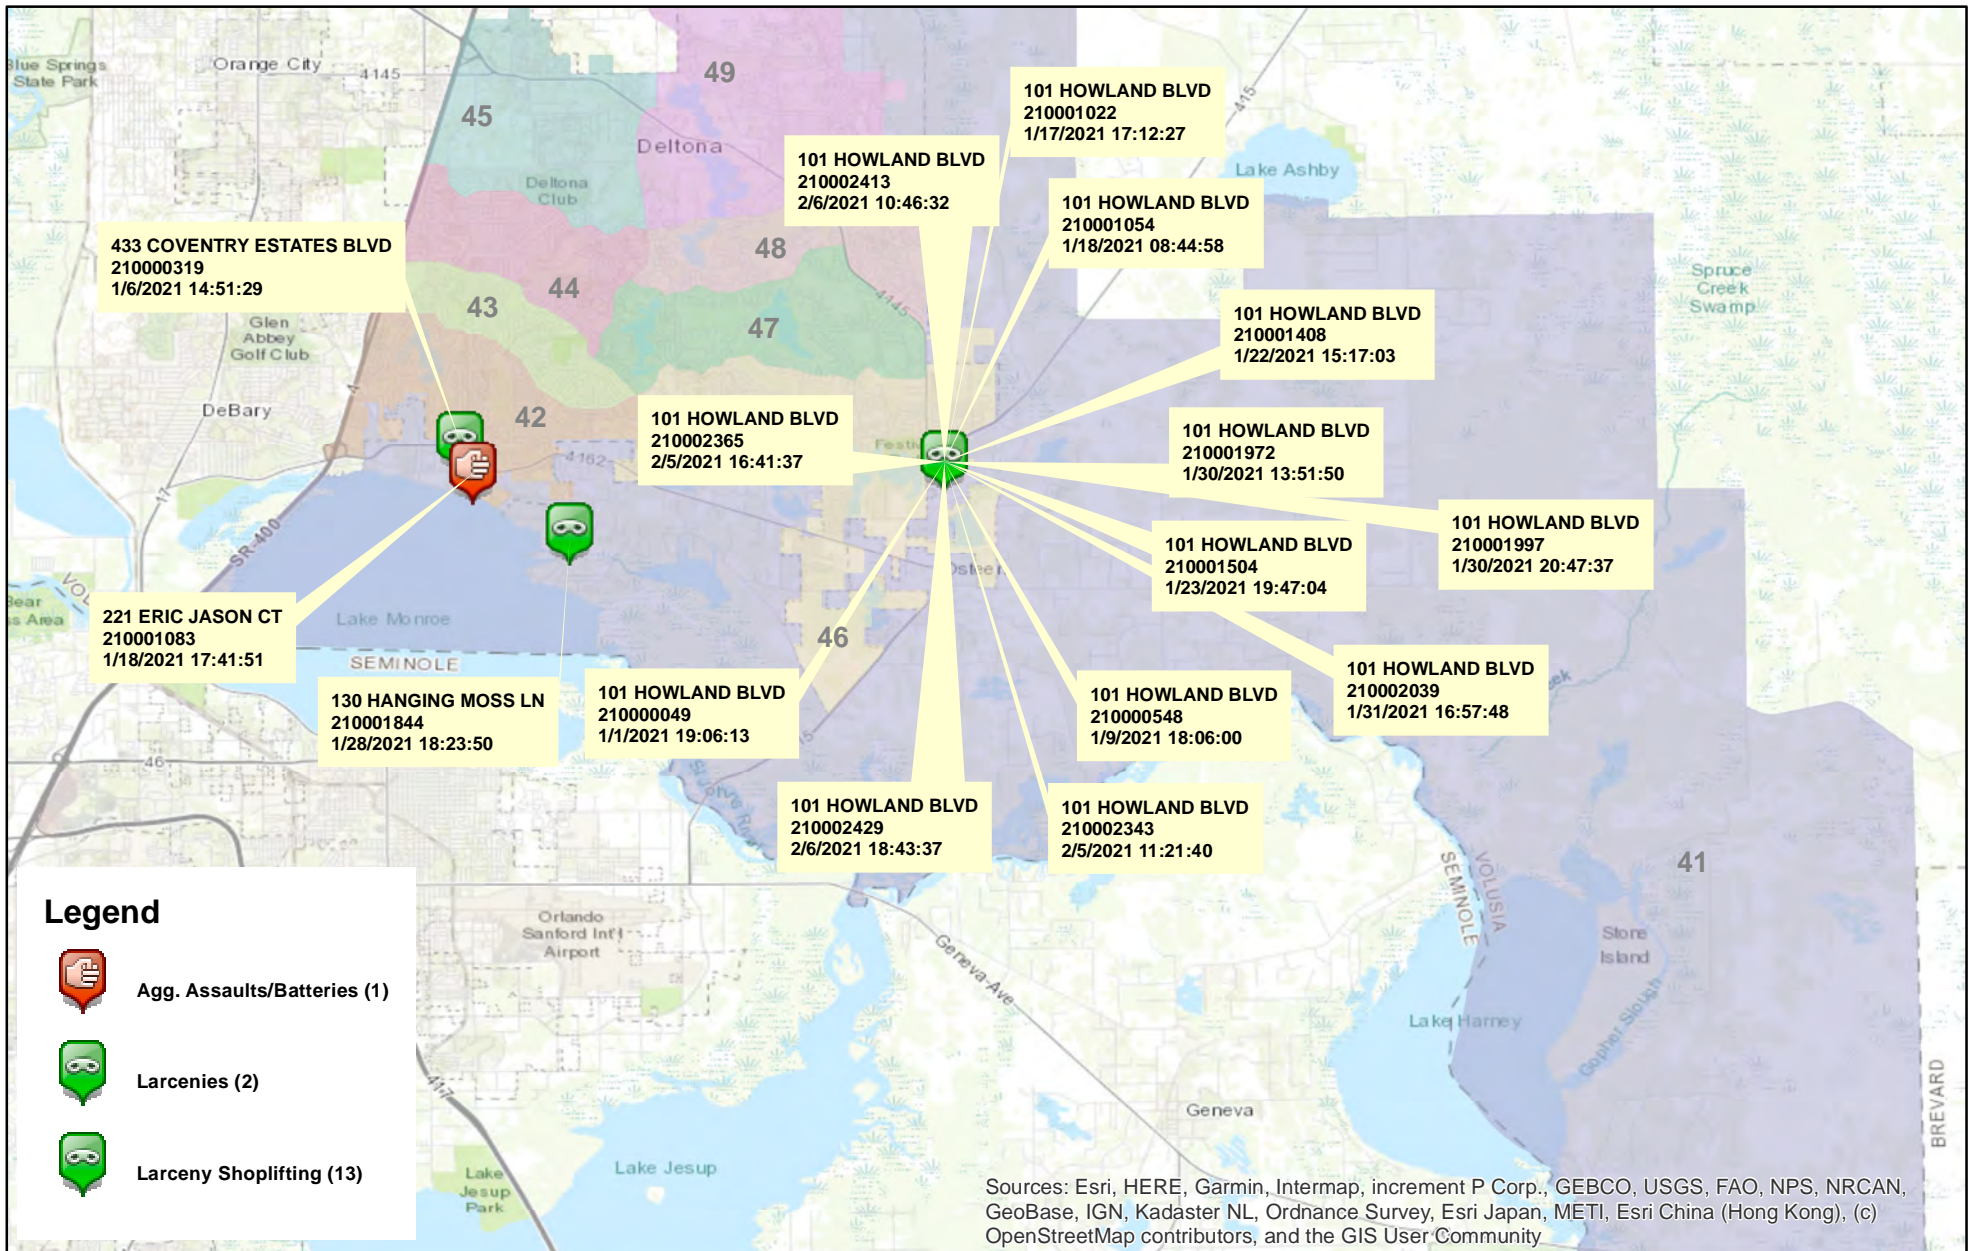 Blue Springs
State Park
Orange City
4145
45
49
Deltona
Deltona
Club
101 HOWLAND BLVD
210001022
1/17/2021 17:12:27
415
101 HOWLAND BLVD
210002413
2/6/2021 10:46:32
Lake Ashby
101 HOWLAND BLVD
210001054
1/18/2021 08:44:58
433 COVENTRY ESTATES BLVD
210000319
1/6/2021 14:51:29
48
44
43
47
4145
Spruce
Creek
Swamp
Glen
Abbey
Golf Club
101 HOWLAND BLVD
210001408
1/22/2021 15:17:03
4
DeBary
42
101 HOWLAND BLVD
210002365
2/5/2021 16:41:37
101 HOWLAND BLVD
210001972
1/30/2021 13:51:50
4162
17
SR-400
101 HOWLAND BLVD
210001997
1/30/2021 20:47:37
101 HOWLAND BLVD
210001504
1/23/2021 19:47:04
Osteen
221 ERIC JASON CT
210001083
1/18/2021 17:41:51
Lake Monroe
SEMINOLE
46
101 HOWLAND BLVD
210002039
1/31/2021 16:57:48
130 HANGING MOSS LN
210001844
1/28/2021 18:23:50
101 HOWLAND BLVD
210000049
1/1/2021 19:06:13
101 HOWLAND BLVD
210000548
1/9/2021 18:06:00
46
101 HOWLAND BLVD
210002429
2/6/2021 18:43:37
101 HOWLAND BLVD
210002343
2/5/2021 11:21:40
VOLUSIA
SEMINOLE
41
Legend
Agg. Assaults/Batteries (1)
Larcenies (2)
Larceny Shoplifting (13)
Orlando
Sanford Int'l
Airport
Geneva-Ave
Stone
Island
Lake Harney
Gopher Slough
417
Geneva
BREVARD
Lake
Jesup
Park
Lake Jesup
Sources: Esri, HERE, Garmin, Intermap, increment P Corp., GEBCO, USGS, FAO, NPS, NRCAN,
GeoBase, IGN, Kadaster NL, Ordnance Survey, Esri Japan, METI, Esri China (Hong Kong), (c)
OpenStreetMap contributors, and the GIS User Community